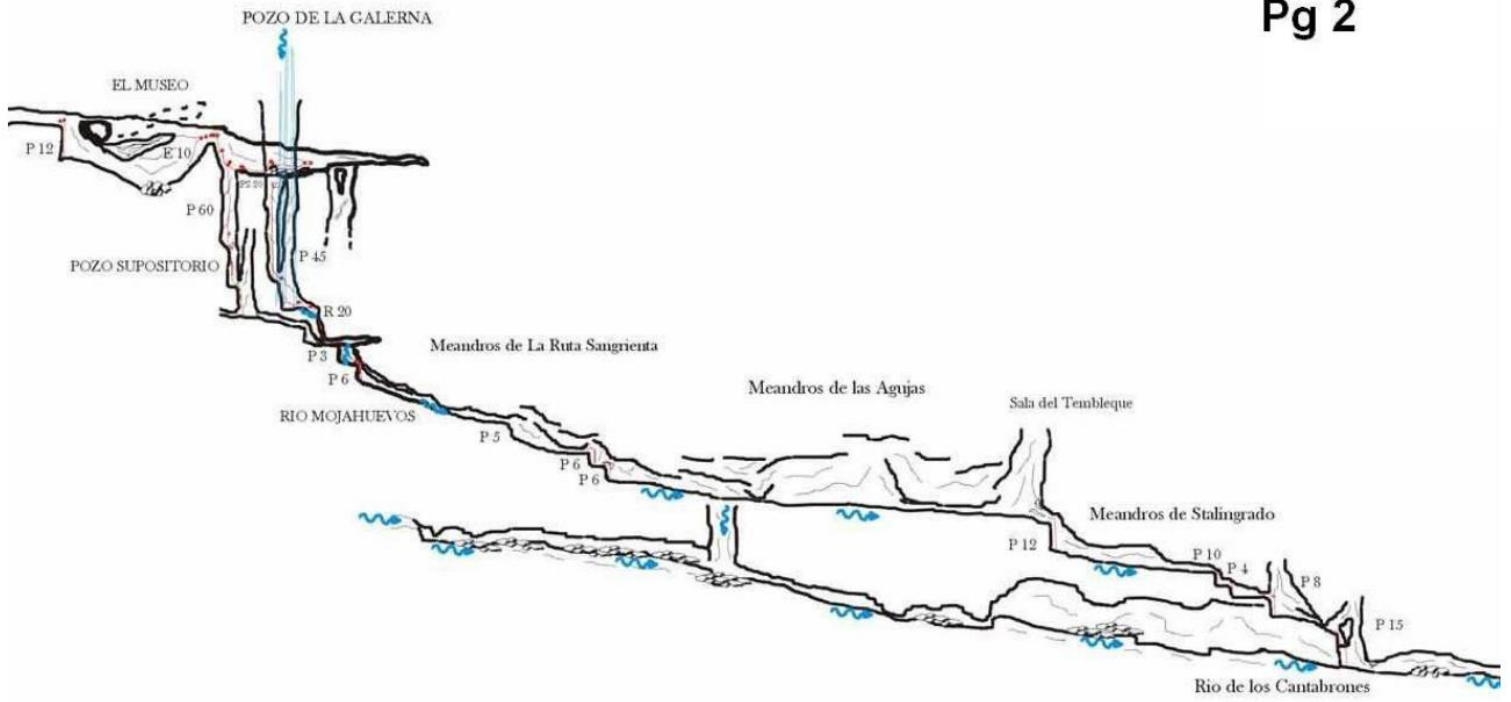 Pg 2
POZO DE LA GALERNA
EL MUSEO
P 12
E 10
P 60
P 45
POZO SUPOSITORIO
R 20
P 3
Meandros de La Ruta Sangrienta
P 6
RIO MOJAHUEVOS
Meandros de las Agujas
Sala del Tembleque
P 5
P 6
P 6
Meandros de Stalingrado
P 12
P 10
P 4
P 8
P 15
Rio de los Cantabrones